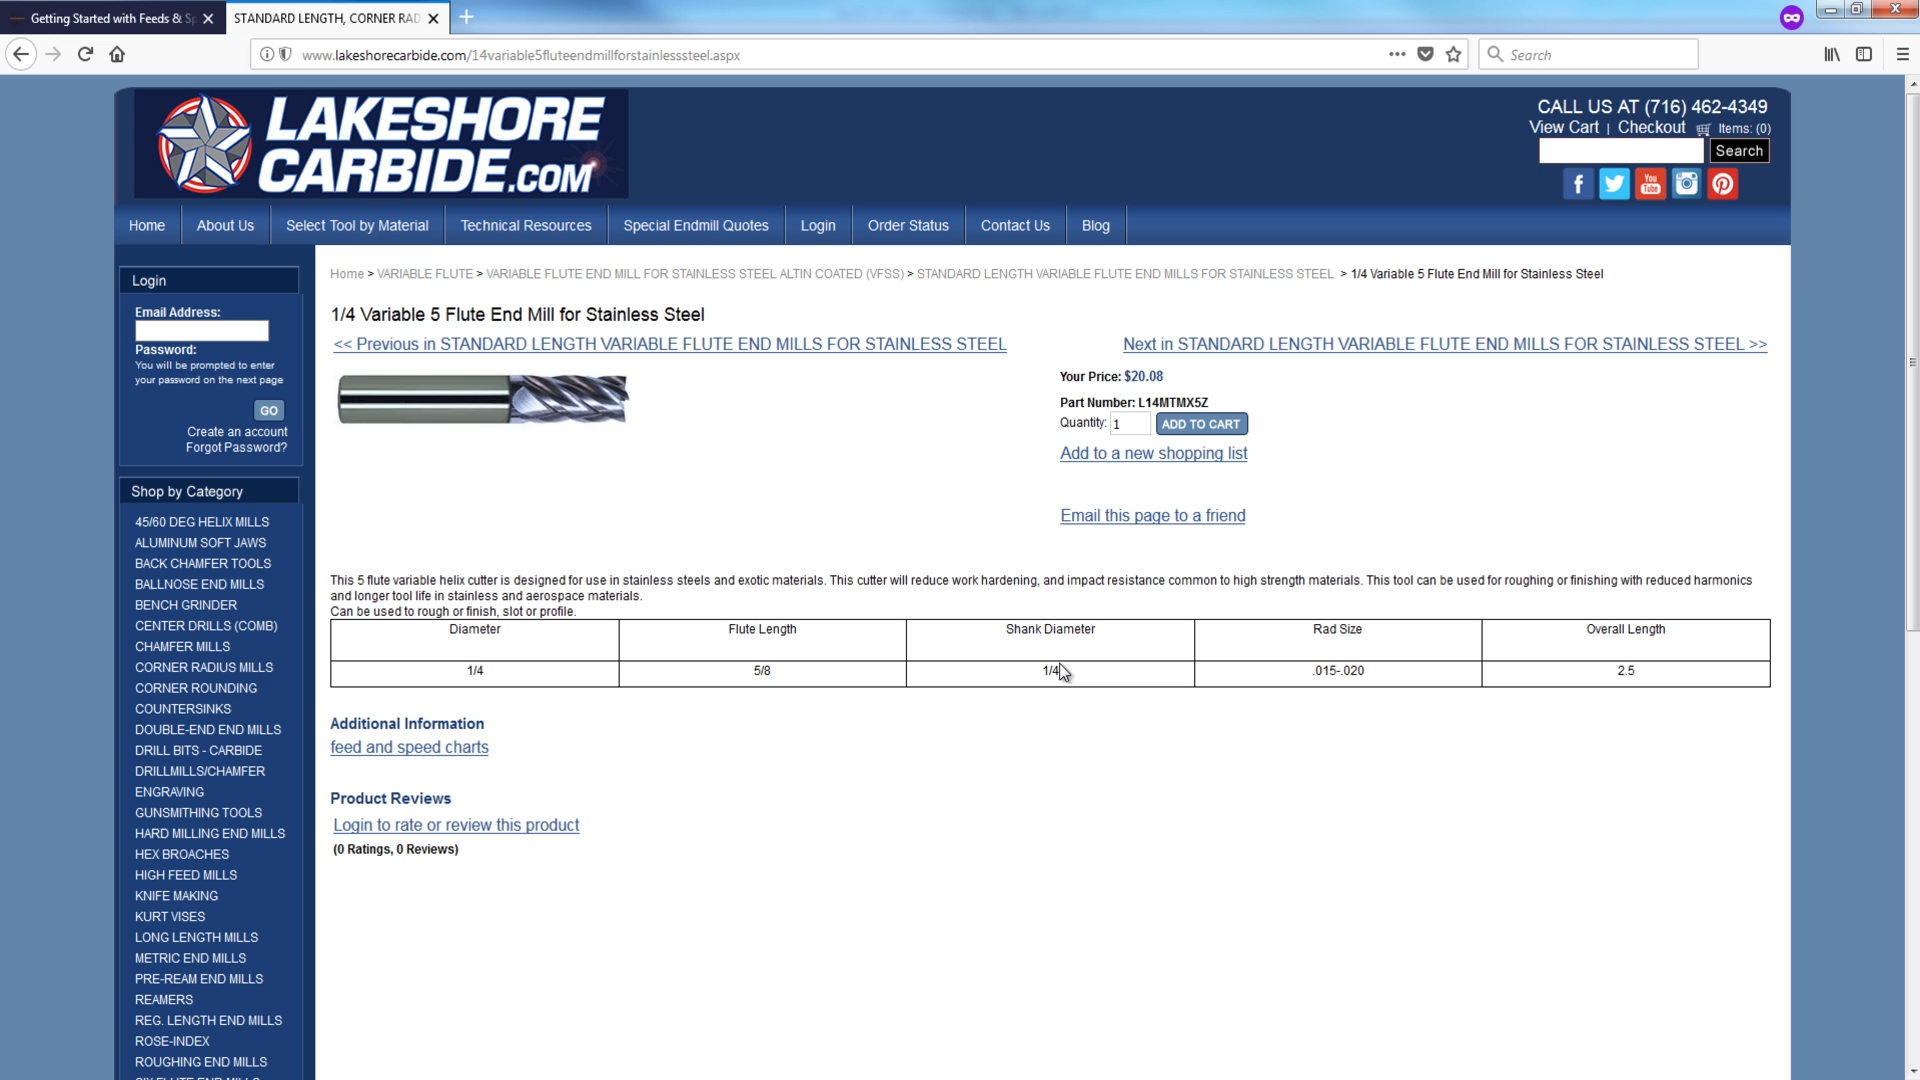 Getting Started with Feeds & Sp
STANDARD LENGTH, CORNER RAD
www.lakeshorecarbide.com/14variable5fluteendmillforstainlesssteel.aspx
Search
LAKESHORE
CARBIDE.COM
CALL US AT (716) 462-4349
View Cart | Checkout Items: (0)
Search
You
Tube
Home
About Us
Select Tool by Material
Technical Resources
Special Endmill Quotes
Login
Order Status
Contact Us
Blog
Login
Email Address:
Password:
You will be prompted to enter
your password on the next page
GO
Create an account
Forgot Password?
Shop by Category
45/60 DEG HELIX MILLS
ALUMINUM SOFT JAWS
BACK CHAMFER TOOLS
BALLNOSE END MILLS
BENCH GRINDER
CENTER DRILLS (COMB)
CHAMFER MILLS
CORNER RADIUS MILLS
CORNER ROUNDING
COUNTERSINKS
DOUBLE-END END MILLS
DRILL BITS - CARBIDE
DRILLMILLS/CHAMFER
ENGRAVING
GUNSMITHING TOOLS
HARD MILLING END MILLS
HEX BROACHES
HIGH FEED MILLS
KNIFE MAKING
KURT VISES
LONG LENGTH MILLS
METRIC END MILLS
PRE-REAM END MILLS
REAMERS
REG. LENGTH END MILLS
ROSE-INDEX
ROUGHING END MILLS
Home > VARIABLE FLUTE > VARIABLE FLUTE END MILL FOR STAINLESS STEEL ALTIN COATED (VFSS) > STANDARD LENGTH VARIABLE FLUTE END MILLS FOR STAINLESS STEEL > 1/4 Variable 5 Flute End Mill for Stainless Steel
1/4 Variable 5 Flute End Mill for Stainless Steel
<< Previous in STANDARD LENGTH VARIABLE FLUTE END MILLS FOR STAINLESS STEEL
Next in STANDARD LENGTH VARIABLE FLUTE END MILLS FOR STAINLESS STEEL >>
Your Price: $20.08
Part Number: L14MTMX5Z
Quantity: 1 ADD TO CART
Add to a new shopping list
Email this page to a friend
This 5 flute variable helix cutter is designed for use in stainless steels and exotic materials. This cutter will reduce work hardening, and impact resistance common to high strength materials. This tool can be used for roughing or finishing with reduced harmonics
and longer tool life in stainless and aerospace materials.
Can be used to rough or finish, slot or profile.
Diameter Flute Length Shank Diameter Rad Size Overall Length
1/4 5/8 1/4 .015-.020 2.5
Additional Information
feed and speed charts
Product Reviews
Login to rate or review this product
(0 Ratings, 0 Reviews)